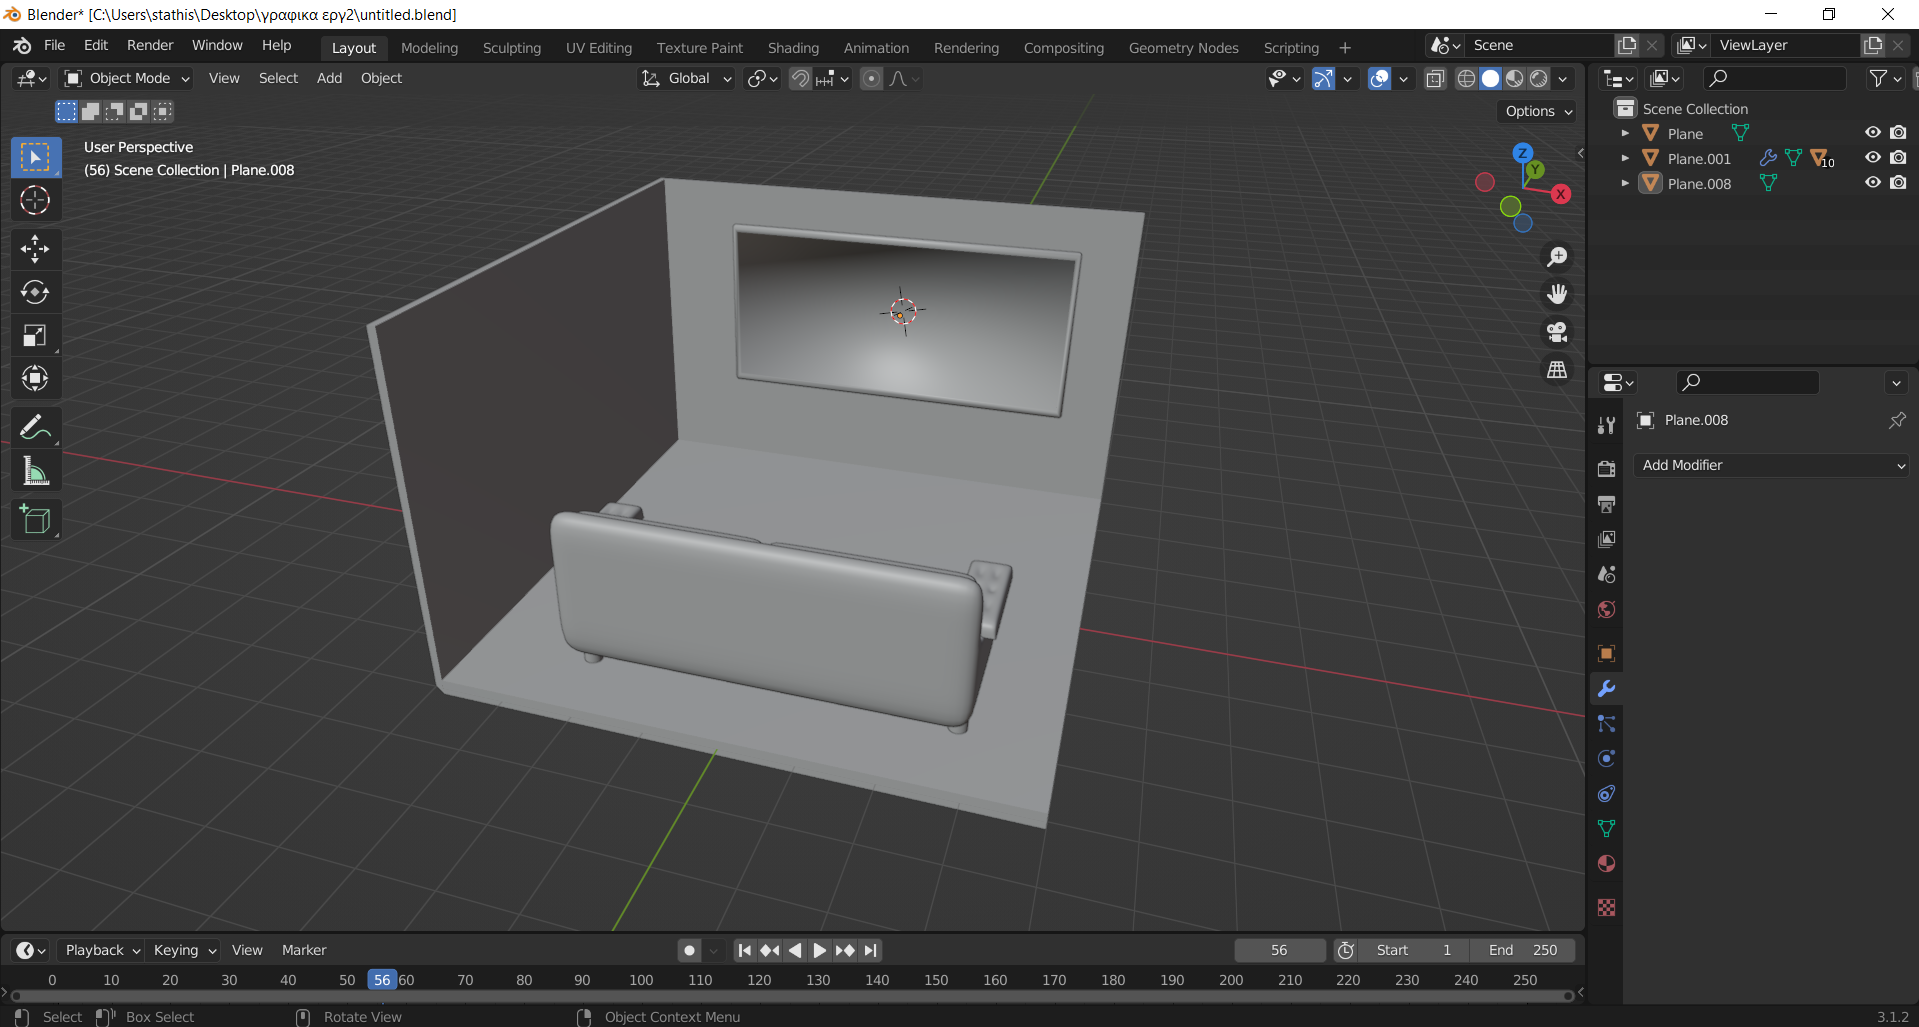 Blender* [C:\Users\stathis\Desktop\γραφικα εργ2\untitled.blend]
File Edit Render Window Help Layout Modeling Sculpting UV Editing Texture Paint Shading Animation Rendering Compositing Geometry Nodes Scripting + Scene ViewLayer
Object Mode View Select Add Object Global
Options
User Perspective
(56) Scene Collection | Plane.008
Z
Y
X
Scene Collection
Plane
Plane.001 10
Plane.008
Plane.008
Add Modifier
Playback Keying View Marker 56 Start 1 End 250
0 10 20 30 40 50 56 60 70 80 90 100 110 120 130 140 150 160 170 180 190 200 210 220 230 240 250
Select Box Select Rotate View Object Context Menu 3.1.2